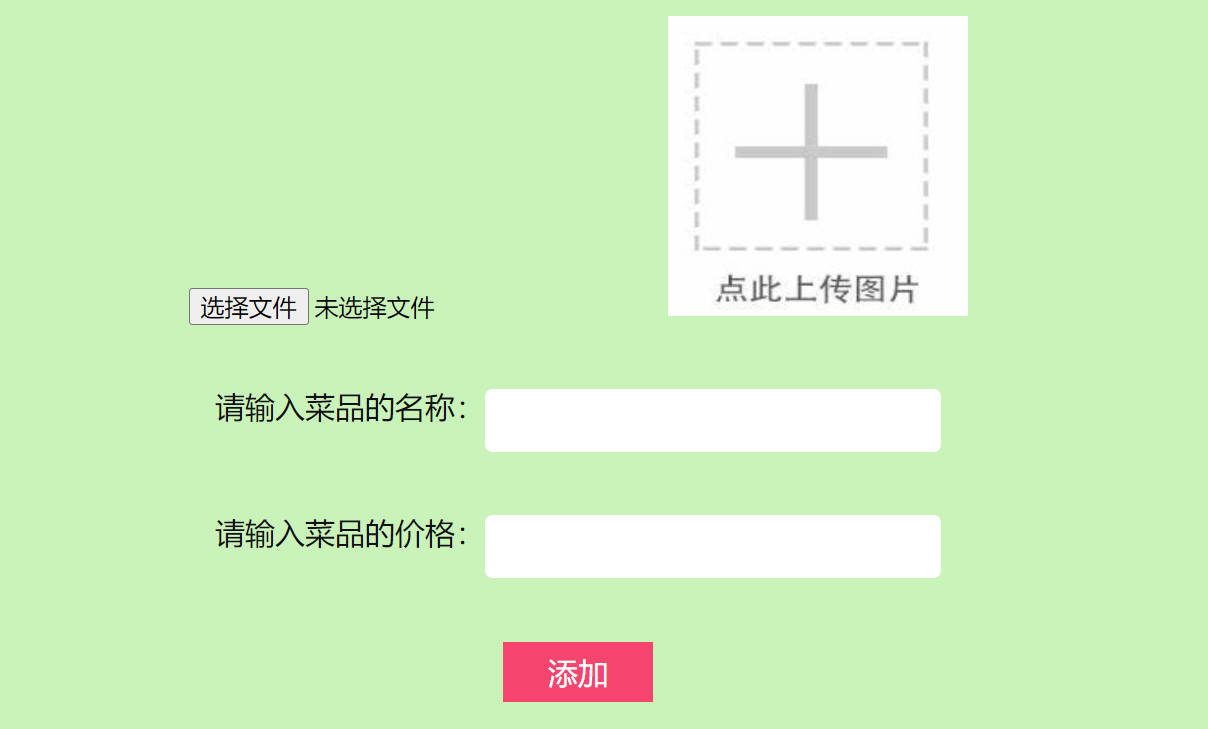 点此上传图片
选择文件 未选择文件
请输入菜品的名称：
请输入菜品的价格：
添加